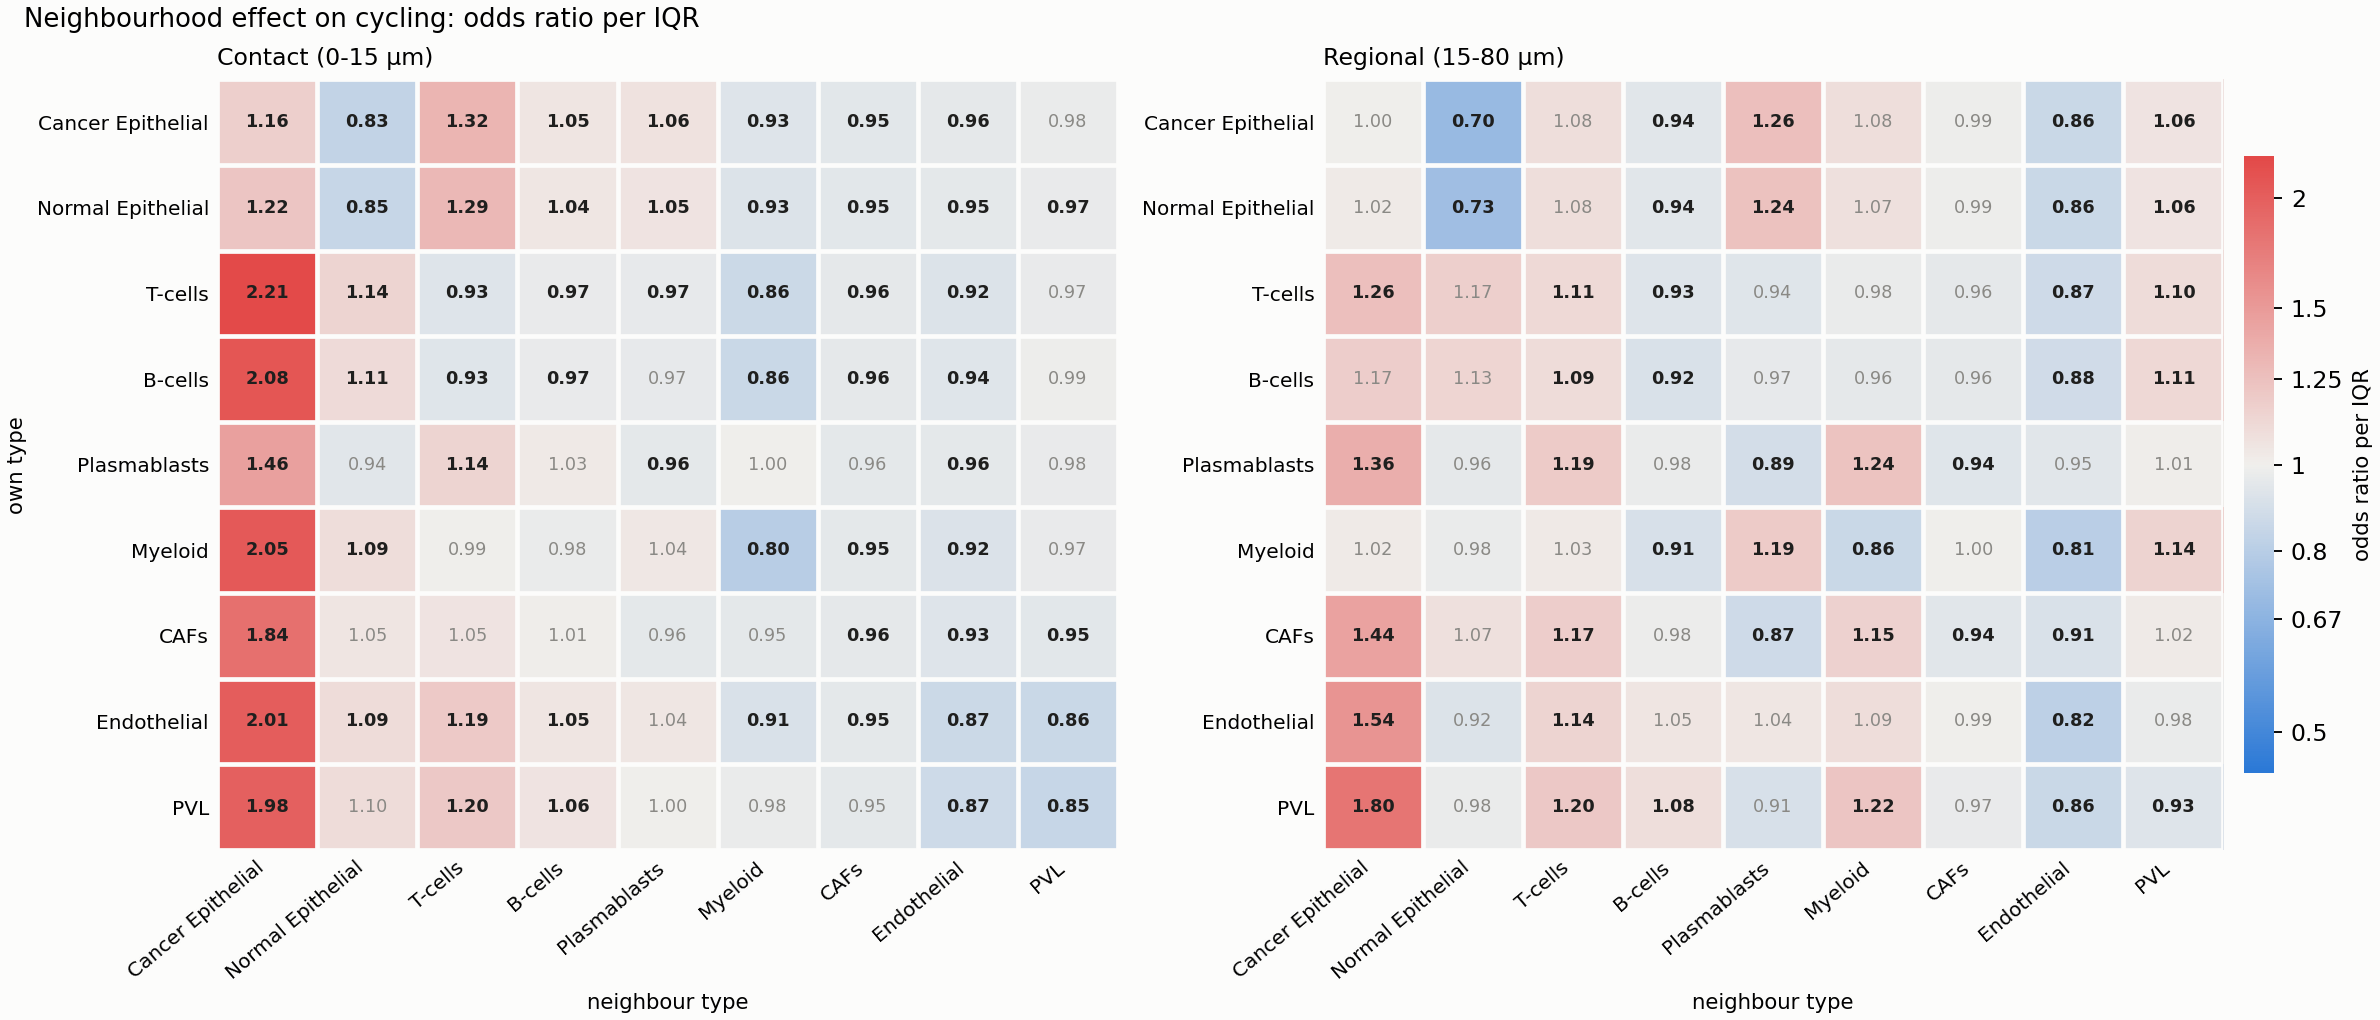 Neighbourhood effect on cycling: odds ratio per IQR
Contact (0-15 µm)
own type
Cancer Epithelial 1.16 0.83 1.32 1.05 1.06 0.93 0.95 0.96 0.98
Normal Epithelial 1.22 0.85 1.29 1.04 1.05 0.93 0.95 0.95 0.97
T-cells 2.21 1.14 0.93 0.97 0.97 0.86 0.96 0.92 0.97
B-cells 2.08 1.11 0.93 0.97 0.97 0.86 0.96 0.94 0.99
Plasmablasts 1.46 0.94 1.14 1.03 0.96 1.00 0.96 0.96 0.98
Myeloid 2.05 1.09 0.99 0.98 1.04 0.80 0.95 0.92 0.97
CAFs 1.84 1.05 1.05 1.01 0.96 0.95 0.96 0.93 0.95
Endothelial 2.01 1.09 1.19 1.05 1.04 0.91 0.95 0.87 0.86
PVL 1.98 1.10 1.20 1.06 1.00 0.98 0.95 0.87 0.85
Cancer Epithelial Normal Epithelial T-cells B-cells Plasmablasts Myeloid CAFs Endothelial PVL
neighbour type
Regional (15-80 µm)
Cancer Epithelial 1.00 0.70 1.08 0.94 1.26 1.08 0.99 0.86 1.06
Normal Epithelial 1.02 0.73 1.08 0.94 1.24 1.07 0.99 0.86 1.06
T-cells 1.26 1.17 1.11 0.93 0.94 0.98 0.96 0.87 1.10
B-cells 1.17 1.13 1.09 0.92 0.97 0.96 0.96 0.88 1.11
Plasmablasts 1.36 0.96 1.19 0.98 0.89 1.24 0.94 0.95 1.01
Myeloid 1.02 0.98 1.03 0.91 1.19 0.86 1.00 0.81 1.14
CAFs 1.44 1.07 1.17 0.98 0.87 1.15 0.94 0.91 1.02
Endothelial 1.54 0.92 1.14 1.05 1.04 1.09 0.99 0.82 0.98
PVL 1.80 0.98 1.20 1.08 0.91 1.22 0.97 0.86 0.93
Cancer Epithelial Normal Epithelial T-cells B-cells Plasmablasts Myeloid CAFs Endothelial PVL
neighbour type
2
1.5
1.25
1
0.8
0.67
0.5
odds ratio per IQR